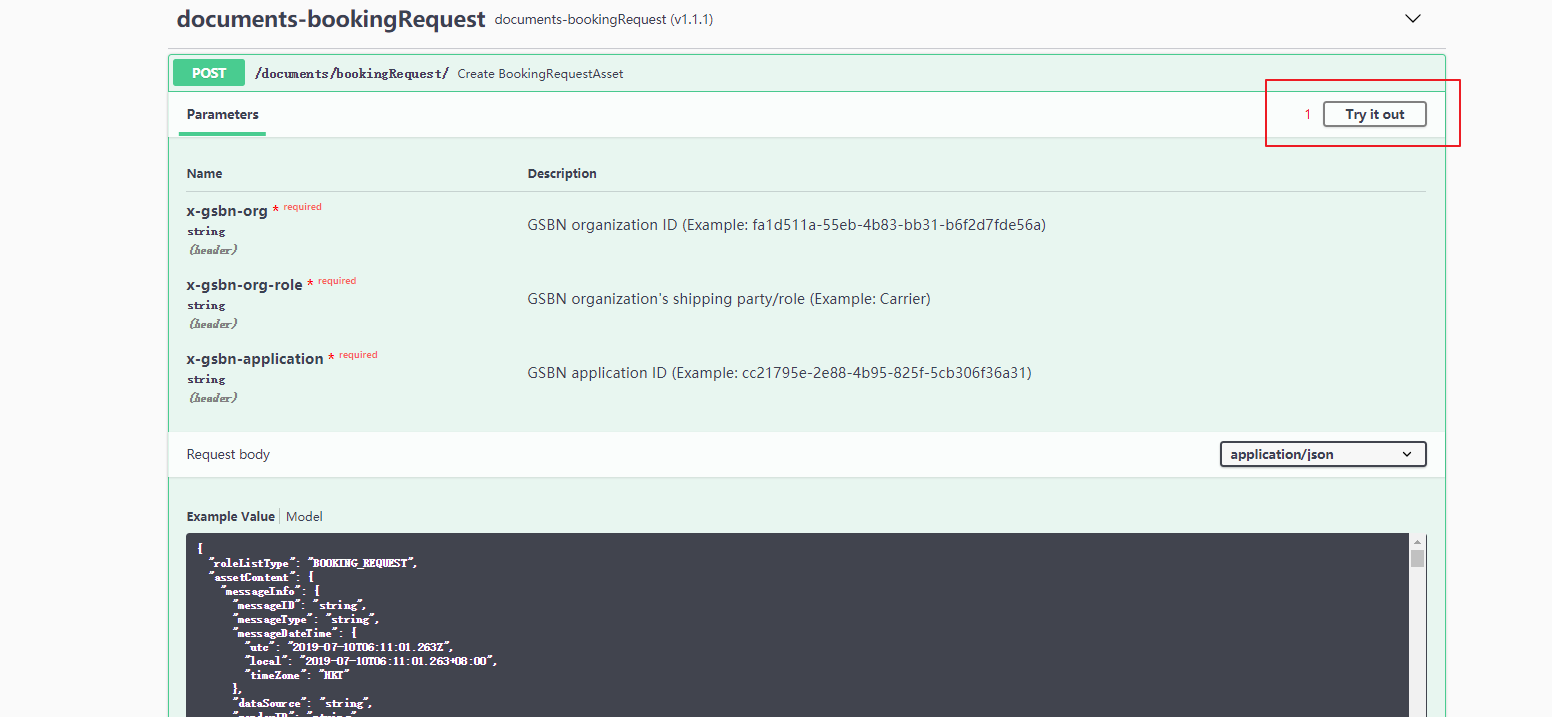 documents-bookingRequest documents-bookingRequest (v1.1.1)
POST /documents/bookingRequest/ Create BookingRequestAsset
Parameters
1 Try it out
Name Description
x-gsbn-org * required
string
(header)
GSBN organization ID (Example: fa1d511a-55eb-4b83-bb31-b6f2d7fde56a)
x-gsbn-org-role * required
string
(header)
GSBN organization's shipping party/role (Example: Carrier)
x-gsbn-application * required
string
(header)
GSBN application ID (Example: cc21795e-2e88-4b95-825f-5cb306f36a31)
Request body application/json
Example Value Model
{
"roleListType": "BOOKING_REQUEST",
"assetContent": {
"messageInfo": {
"messageID": "string",
"messageType": "string",
"messageDateTime": {
"utc": "2019-07-10T06:11:01.263Z",
"local": "2019-07-10T06:11:01.263+08:00",
"timeZone": "HKT"
},
"dataSource": "string",